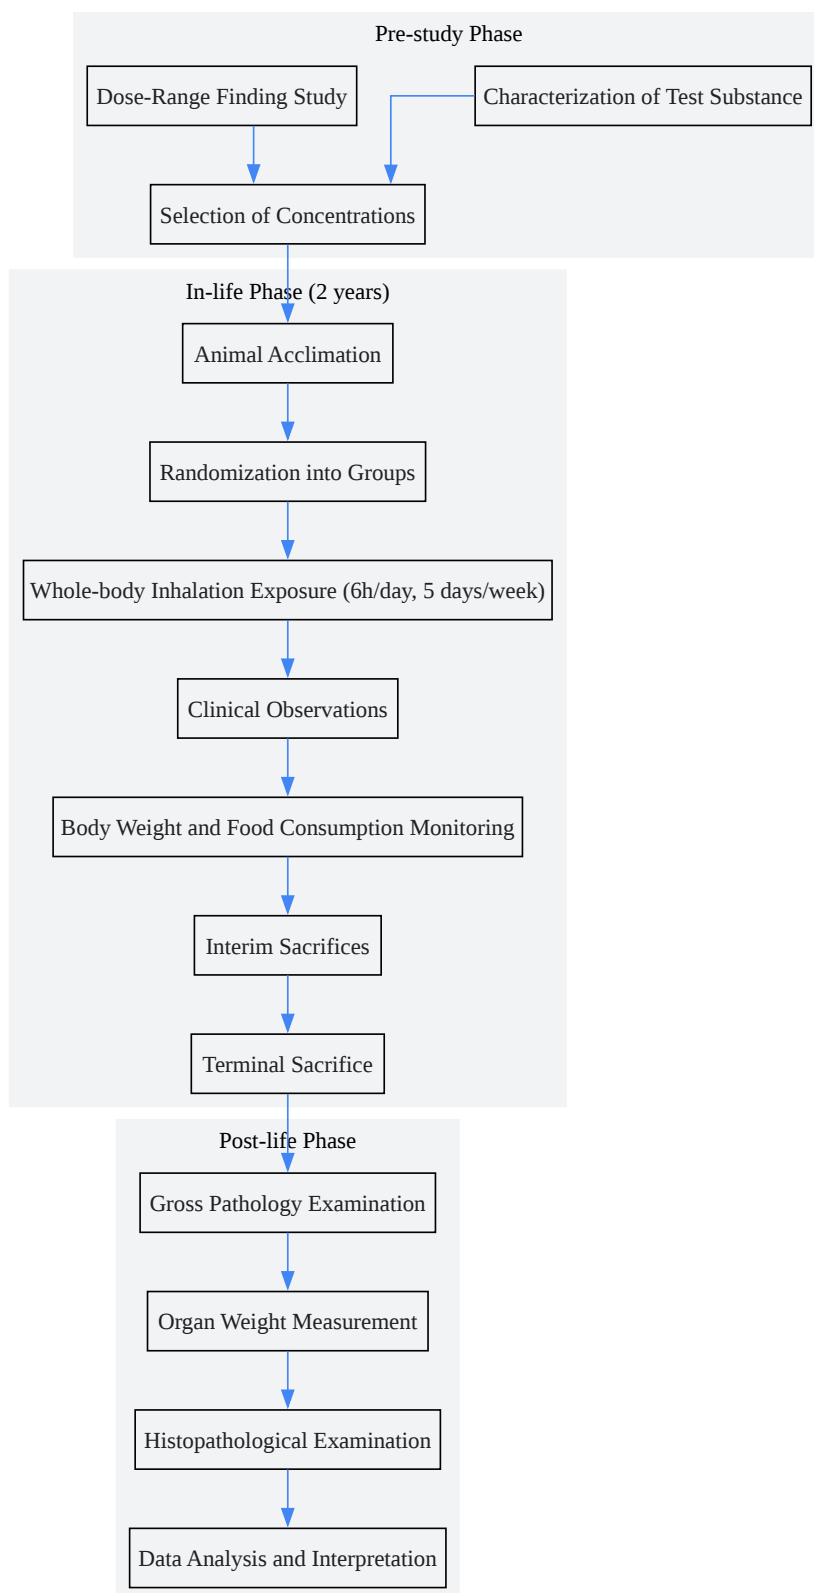 Pre-study Phase
Dose-Range Finding Study
Characterization of Test Substance
Selection of Concentrations
In-life Phase (2 years)
Animal Acclimation
Randomization into Groups
Whole-body Inhalation Exposure (6h/day, 5 days/week)
Clinical Observations
Body Weight and Food Consumption Monitoring
Interim Sacrifices
Terminal Sacrifice
Post-life Phase
Gross Pathology Examination
Organ Weight Measurement
Histopathological Examination
Data Analysis and Interpretation